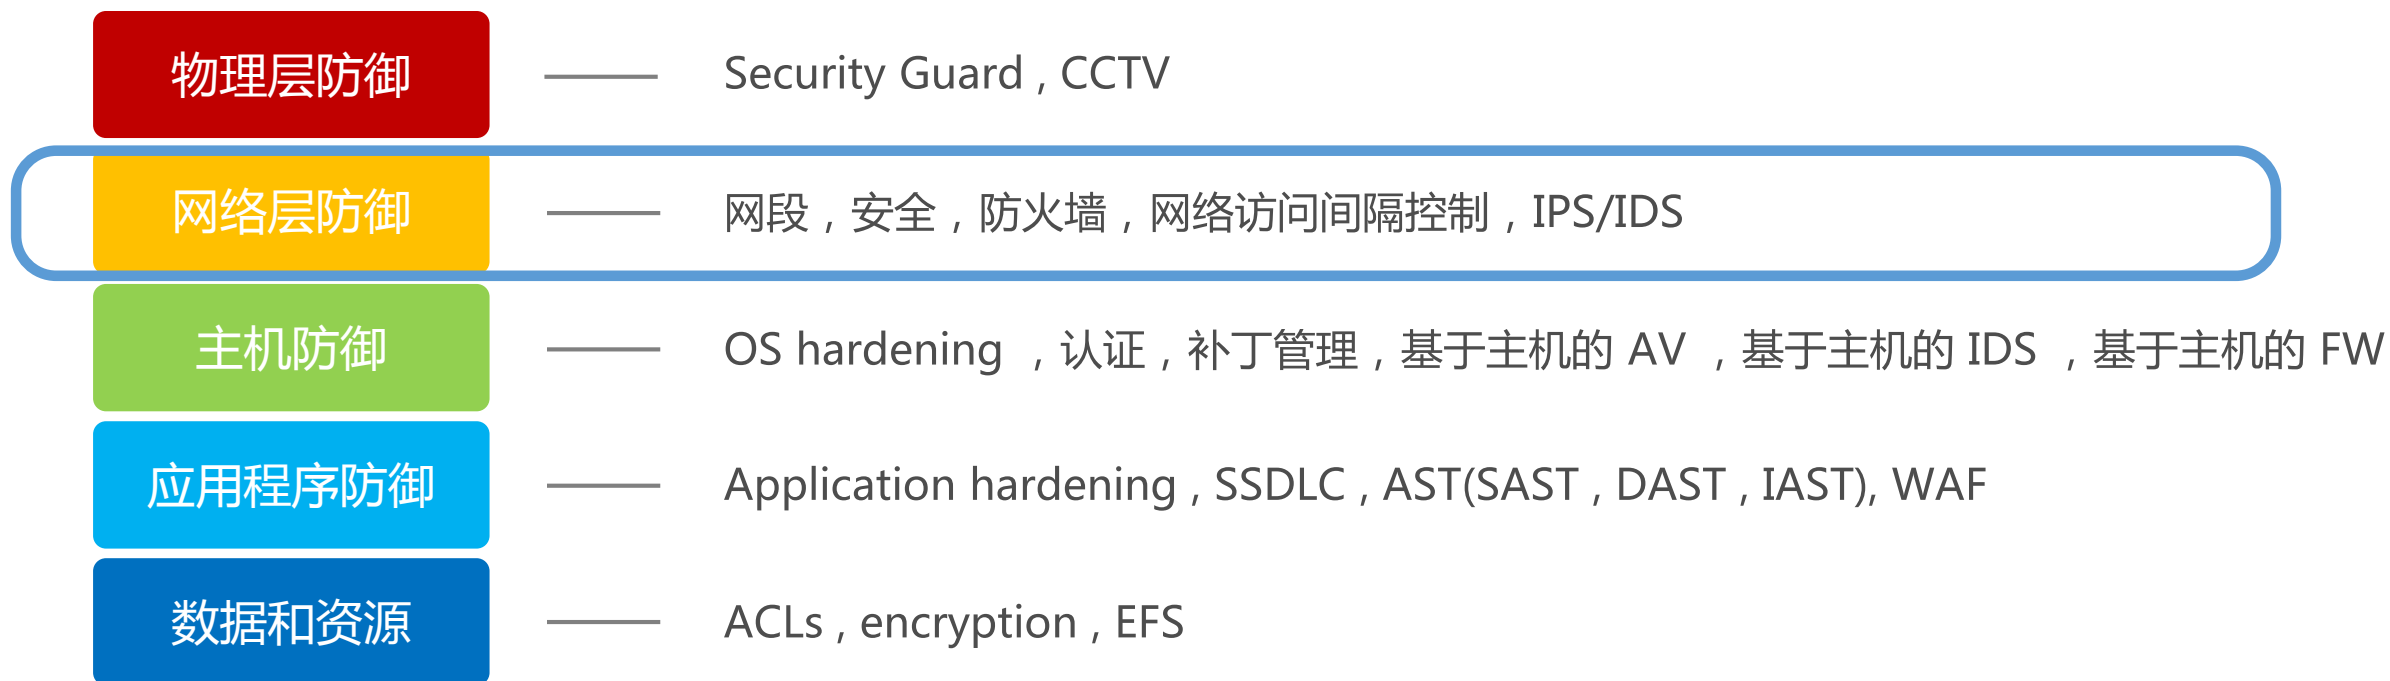 物理层防御 Security Guard , CCTV
网络层防御 网段，安全，防火墙，网络访问间隔控制，IPS/IDS
主机防御 OS hardening ，认证，补丁管理，基于主机的 AV ，基于主机的 IDS ，基于主机的 FW
应用程序防御 Application hardening , SSDLC , AST(SAST , DAST , IAST), WAF
数据和资源 ACLs , encryption , EFS